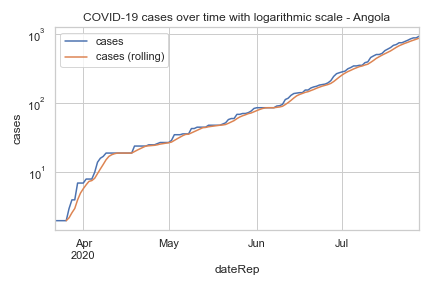 COVID-19 cases over time with logarithmic scale - Angola
cases
cases (rolling)
10³
10²
10¹
cases
Apr
2020
May
Jun
Jul
dateRep